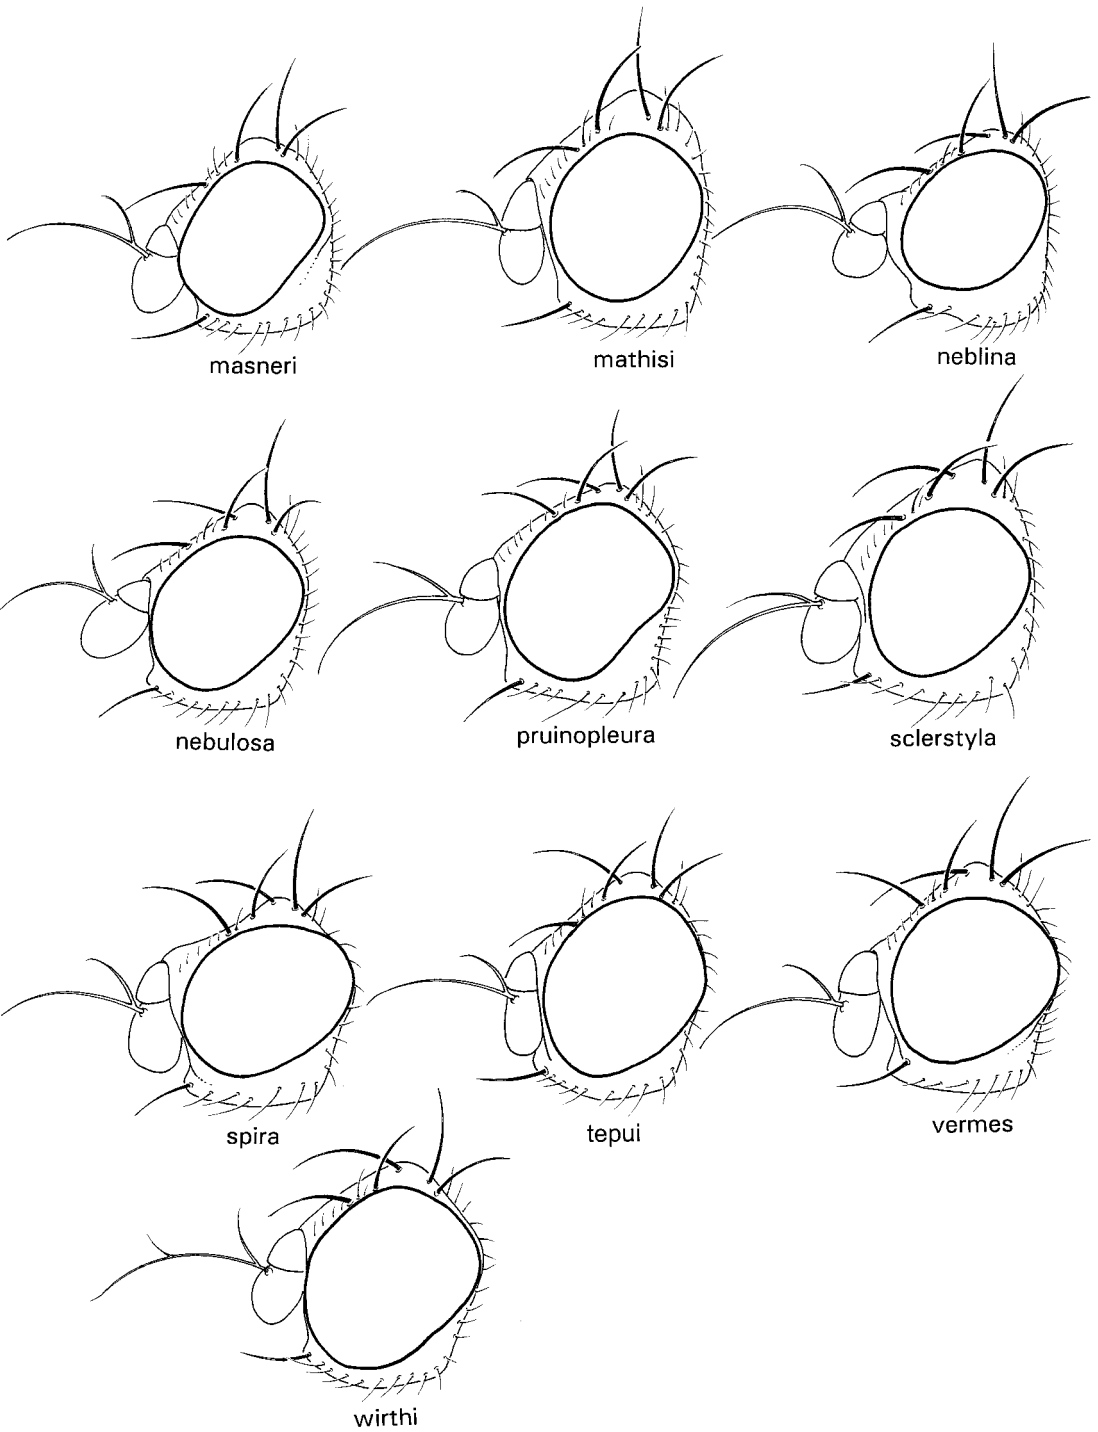 masneri
mathisi
neblina
nebulosa
pruinopleura
sclerstyla
spira
tepui
vermes
wirthi